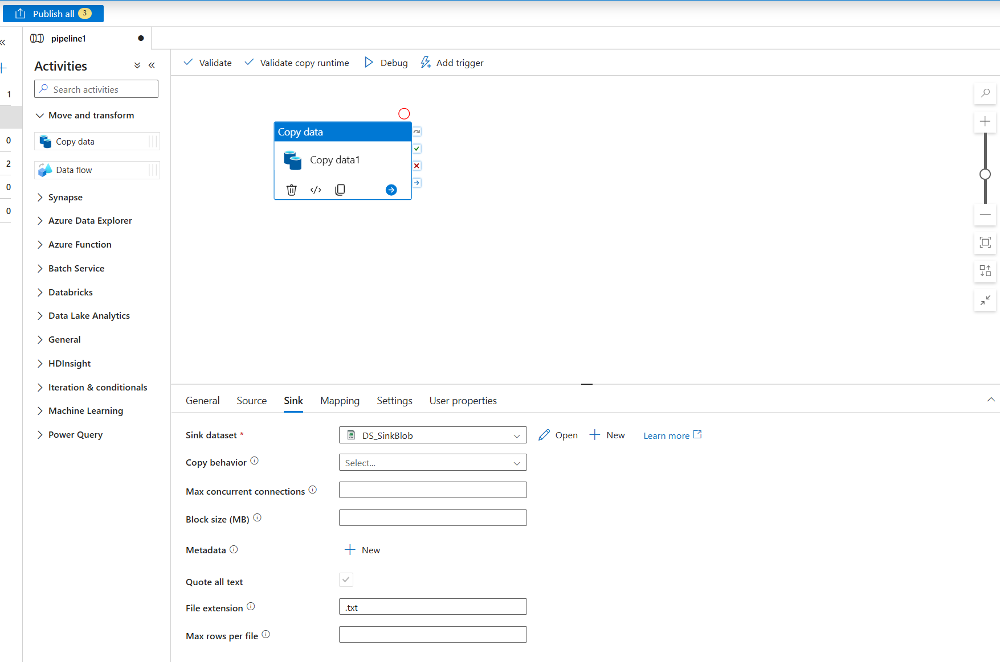 Publish all 3
pipeline1
Activities
Search activities
1
0
2
0
0
Move and transform
Copy data
Data flow
Synapse
Azure Data Explorer
Azure Function
Batch Service
Databricks
Data Lake Analytics
General
HDInsight
Iteration & conditionals
Machine Learning
Power Query
Validate Validate copy runtime Debug Add trigger
Copy data
Copy data1
General Source Sink Mapping Settings User properties
Sink dataset * DS_SinkBlob Open New Learn more
Copy behavior Select...
Max concurrent connections
Block size (MB)
Metadata New
Quote all text
File extension .txt
Max rows per file